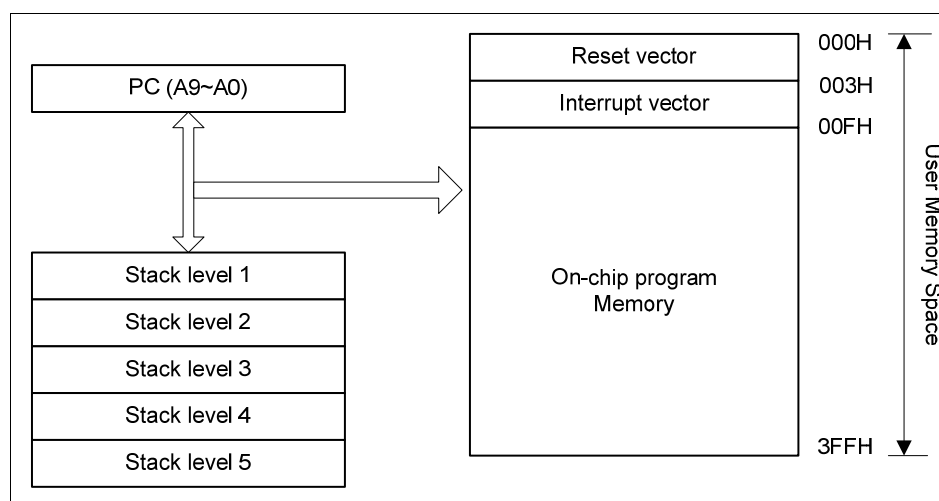 PC (A9~A0)
Stack level 1
Stack level 2
Stack level 3
Stack level 4
Stack level 5
Reset vector
Interrupt vector
On-chip program
Memory
000H
003H
00FH
3FFH
User Memory Space